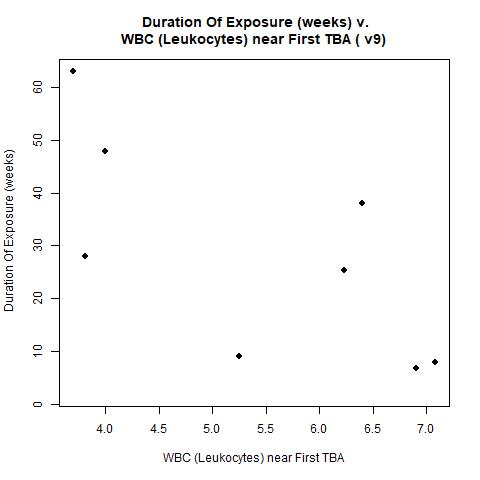 Duration Of Exposure (weeks) v.
WBC (Leukocytes) near First TBA ( v9)
Duration Of Exposure (weeks)
60
50
40
30
20
10
0
4.0 4.5 5.0 5.5 6.0 6.5 7.0
WBC (Leukocytes) near First TBA